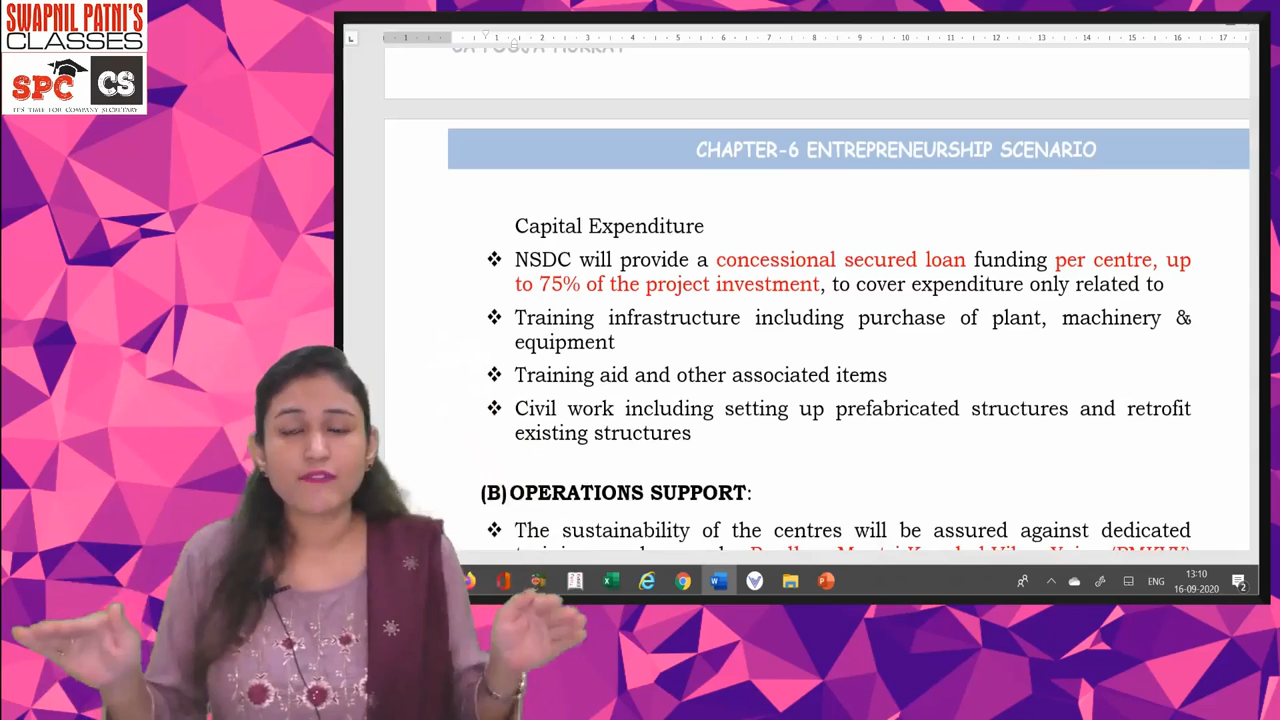 SWAPNIL PATNI'S
CLASSES
SPC CS
IT'S TIME FOR COMPANY SECRETARY
CHAPTER-6 ENTREPRENEURSHIP SCENARIO
Capital Expenditure
❖ NSDC will provide a concessional secured loan funding per centre, up
to 75% of the project investment, to cover expenditure only related to
❖ Training infrastructure including purchase of plant, machinery &
equipment
❖ Training aid and other associated items
❖ Civil work including setting up prefabricated structures and retrofit
existing structures
(B) OPERATIONS SUPPORT:
❖ The sustainability of the centres will be assured against dedicated
ENG
13:10
16-09-2020
2